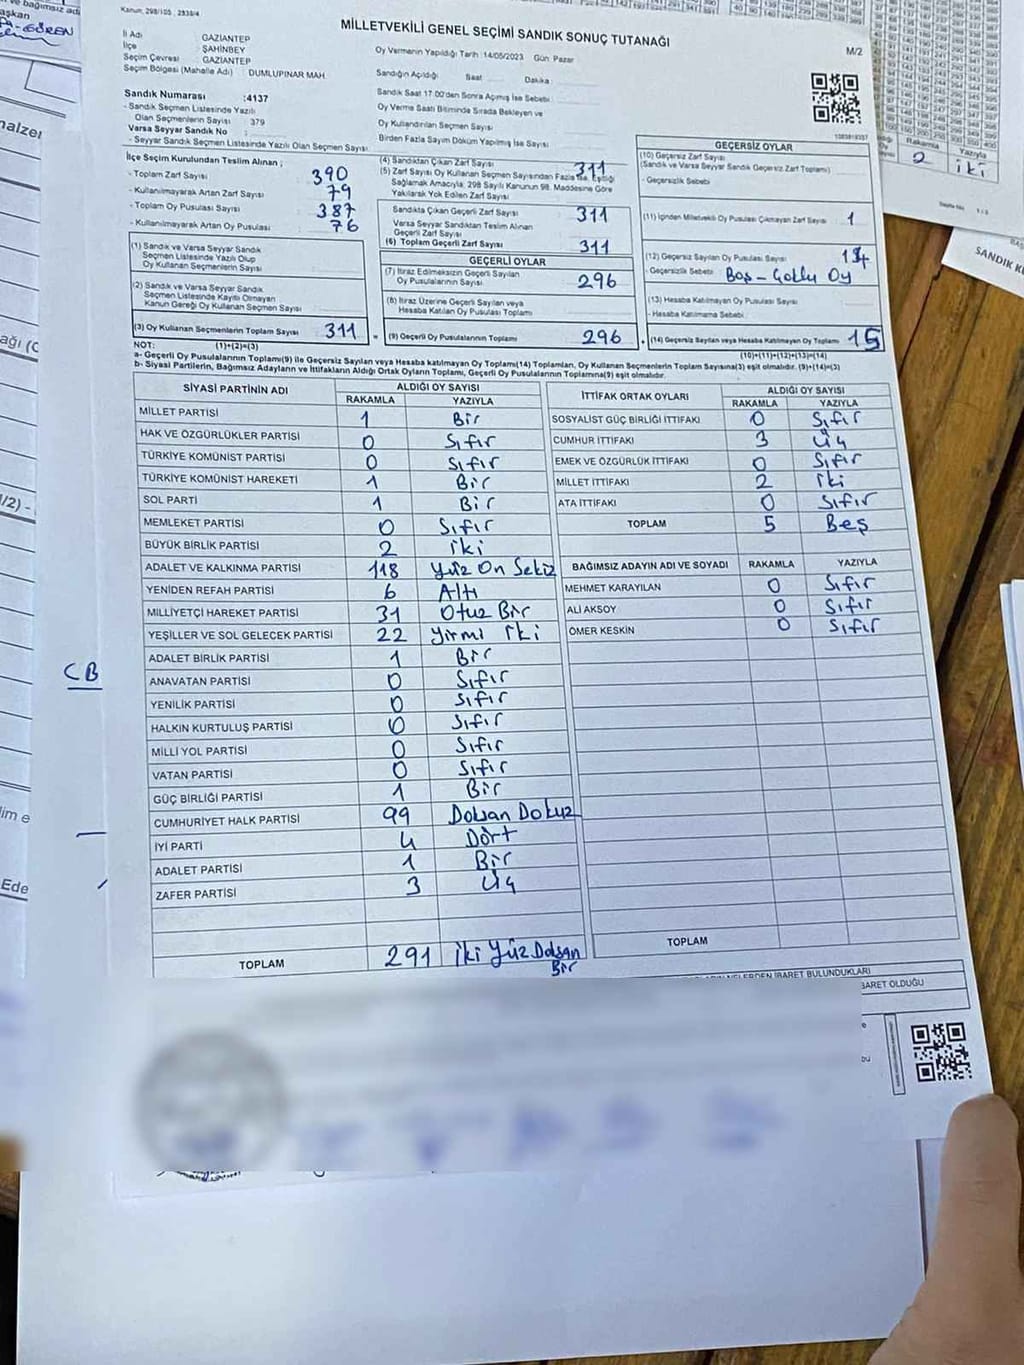 Kanun: 298/105 , 2839/4
MİLLETVEKİLİ GENEL SEÇİMİ SANDIK SONUÇ TUTANAĞI
M/2
İl Adı GAZİANTEP
İlçe ŞAHİNBEY
Seçim Çevresi GAZİANTEP
Seçim Bölgesi (Mahalle Adı) : DUMLUPINAR MAH.
Oy Vermenin Yapıldığı Tarih :14/05/2023 Gün: Pazar
Sandığın Açıldığı Saat Dakika
Sandık Numarası :4137
- Sandık Seçmen Listesinde Yazılı
Olan Seçmenlerin Sayısı : 379
Varsa Seyyar Sandık No
- Seyyar Sandık Seçmen Listesinde Yazılı Olan Seçmen Sayısı
Sandık Saat 17.00'den Sonra Açılmış İse Sebebi
Oy Verme Saati Bitiminde Sırada Bekleyen ve
Oy Kullandırılan Seçmen Sayısı
Birden Fazla Sayım Döküm Yapılmış İse Sayısı
İlçe Seçim Kurulundan Teslim Alınan ;
- Toplam Zarf Sayısı 390
- Kullanılmayarak Artan Zarf Sayısı 79
- Toplam Oy Pusulası Sayısı 387
- Kullanılmayarak Artan Oy Pusulası 76
(1) Sandık ve Varsa Seyyar Sandık
Seçmen Listesinde Yazılı Olup
Oy Kullanan Seçmenlerin Sayısı
(2) Sandık ve Varsa Seyyar Sandık
Seçmen Listesinde Kayıtlı Olmayan
Kanun Gereği Oy Kullanan Seçmen Sayısı
(3) Oy Kullanan Seçmenlerin Toplam Sayısı 311
(4) Sandıktan Çıkan Zarf Sayısı 311
(5) Zarf Sayısı Oy Kullanan Seçmen Sayısından Fazla ise, Eşitliği
Sağlamak Amacıyla, 298 Sayılı Kanunun 98. Maddesine Göre
Yakılarak Yok Edilen Zarf Sayısı
Sandıkta Çıkan Geçerli Zarf Sayısı 311
Varsa Seyyar Sandıktan Teslim Alınan
Geçerli Zarf Sayısı
(6) Toplam Geçerli Zarf Sayısı 311
GEÇERLİ OYLAR
(7) İtiraz Edilmeksizin Geçerli Sayılan
Oy Pusulalarının Sayısı 296
(8) İtiraz Üzerine Geçerli Sayılan veya
Hesaba Katılan Oy Pusulası Toplamı
(9) Geçerli Oy Pusulalarının Toplamı 296
GEÇERSİZ OYLAR
(10) Geçersiz Zarf Sayısı
(Sandık ve Varsa Seyyar Sandık Geçersiz Zarf Toplamı)
- Geçersizlik Sebebi
(11) İçinden Milletvekili Oy Pusulası Çıkmayan Zarf Sayısı 1
(12) Geçersiz Sayılan Oy Pusulası Sayısı
- Geçersizlik Sebebi Boş - Çoklu Oy
(13) Hesaba Katılmayan Oy Pusulası Sayısı
- Hesaba Katılmama Sebebi
(14) Geçersiz Sayılan veya Hesaba Katılmayan Oy Toplamı 15
NOT: (1)+(2)=(3)
(10)+(11)+(12)+(13)=(14)
a- Geçerli Oy Pusulalarının Toplamı(9) ile Geçersiz Sayılan veya Hesaba katılmayan Oy Toplamı(14) Toplamları, Oy Kullanan Seçmenlerin Toplam Sayısına(3) eşit olmalıdır. (9)+(14)=(3)
b- Siyasi Partilerin, Bağımsız Adayların ve İttifakların Aldığı Ortak Oyların Toplamı, Geçerli Oy Pusulalarının Toplamına(9) eşit olmalıdır.
SİYASİ PARTİNİN ADI ALDIĞI OY SAYISI
RAKAMLA YAZIYLA
MİLLET PARTİSİ 1 Bir
HAK VE ÖZGÜRLÜKLER PARTİSİ 0 Sıfır
TÜRKİYE KOMÜNİST PARTİSİ 0 Sıfır
TÜRKİYE KOMÜNİST HAREKETİ 1 Bir
SOL PARTİ 1 Bir
MEMLEKET PARTİSİ 0 Sıfır
BÜYÜK BİRLİK PARTİSİ 2 iki
ADALET VE KALKINMA PARTİSİ 118 Yüz On Sekiz
YENİDEN REFAH PARTİSİ 6 Altı
MİLLİYETÇİ HAREKET PARTİSİ 31 Otuz Bir
YEŞİLLER VE SOL GELECEK PARTİSİ 22 Yirmi iki
ADALET BİRLİK PARTİSİ 1 Bir
ANAVATAN PARTİSİ 0 Sıfır
YENİLİK PARTİSİ 0 Sıfır
HALKIN KURTULUŞ PARTİSİ 0 Sıfır
MİLLİ YOL PARTİSİ 0 Sıfır
VATAN PARTİSİ 0 Sıfır
GÜÇ BİRLİĞİ PARTİSİ 1 Bir
CUMHURİYET HALK PARTİSİ 99 Doksan Dokuz
İYİ PARTİ 4 Dört
ADALET PARTİSİ 1 Bir
ZAFER PARTİSİ 3 Üç
TOPLAM 291 iki Yüz Doksan
Bir
İTTİFAK ORTAK OYLARI ALDIĞI OY SAYISI
RAKAMLA YAZIYLA
SOSYALİST GÜÇ BİRLİĞİ İTTİFAKI 0 Sıfır
CUMHUR İTTİFAKI 3 Üç
EMEK VE ÖZGÜRLÜK İTTİFAKI 0 Sıfır
MİLLET İTTİFAKI 2 iki
ATA İTTİFAKI 0 Sıfır
TOPLAM 5 Beş
BAĞIMSIZ ADAYIN ADI VE SOYADI RAKAMLA YAZIYLA
MEHMET KARAYILAN 0 Sıfır
ALİ AKSOY 0 Sıfır
ÖMER KESKİN 0 Sıfır
TOPLAM
CB
Rakamla Yazıyla
2 iki
SANDIK
BARET OLDUĞU